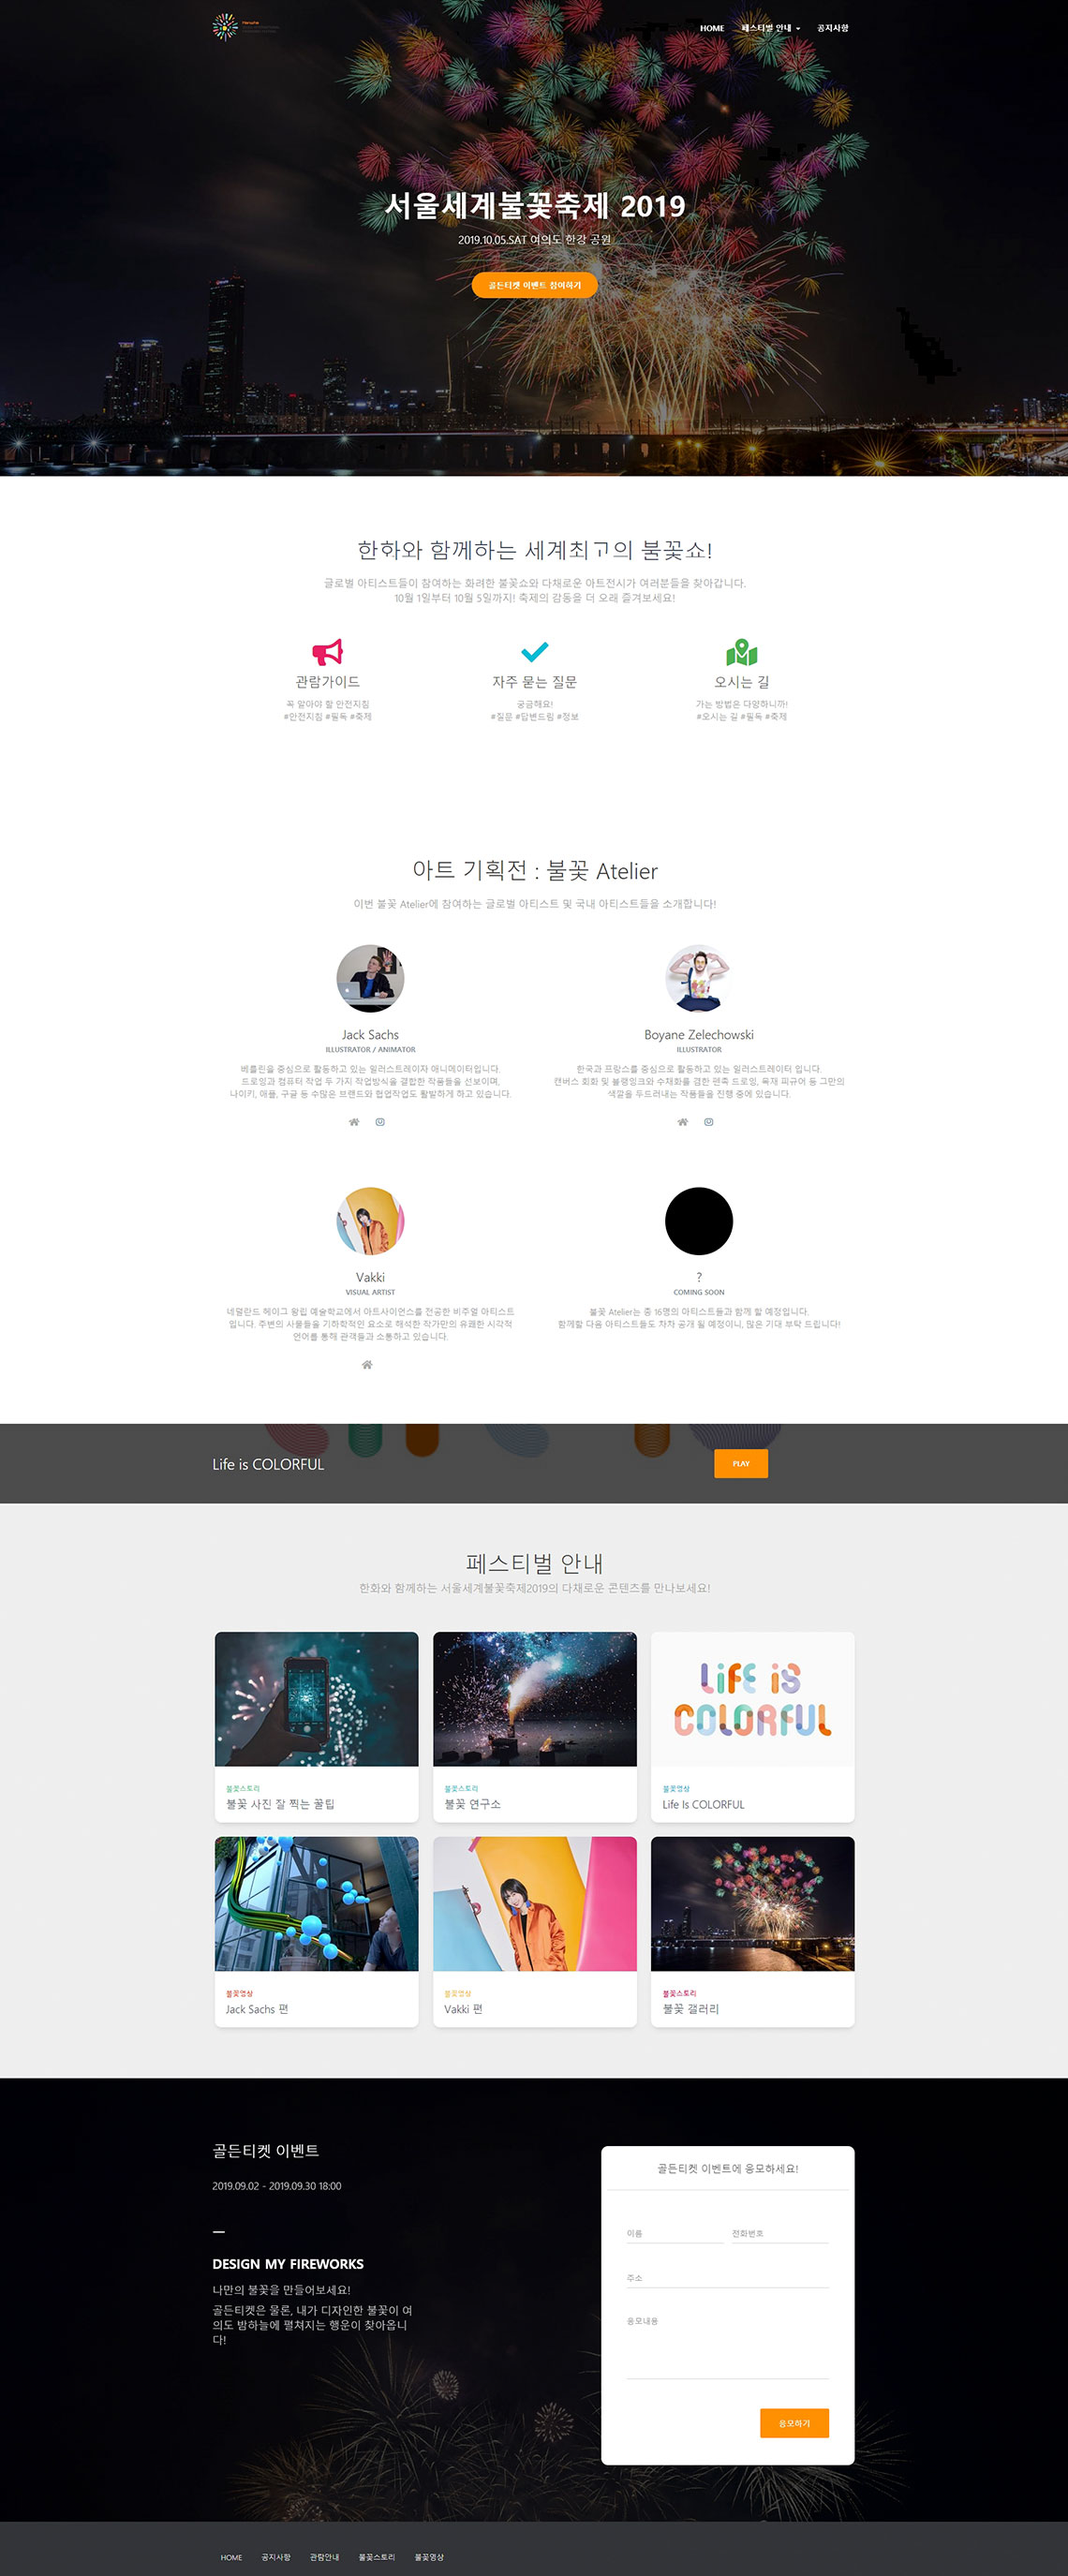 Hanwha
HOME
페스티벌 안내
공지사항
서울세계불꽃축제 2019
2019.10.05.SAT 여의도 한강 공원
골든티켓 이벤트 참여하기
한화와 함께하는 세계최고의 불꽃쇼!
글로벌 아티스트들이 참여하는 화려한 불꽃쇼와 다채로운 아트전시가 여러분들을 찾아갑니다.
10월 1일부터 10월 5일까지! 축제의 감동을 더 오래 즐겨보세요!
관람가이드
꼭 알아야 할 안전지침
#안전지침 #필독 #축제
자주 묻는 질문
궁금해요!
#질문 #답변드림 #정보
오시는 길
가는 방법은 다양하니까!
#오시는 길 #필독 #축제
아트 기획전 : 불꽃 Atelier
이번 불꽃 Atelier에 참여하는 글로벌 아티스트 및 국내 아티스트들을 소개합니다!
Jack Sachs
ILLUSTRATOR / ANIMATOR
베를린을 중심으로 활동하고 있는 일러스트레이자 애니메이터입니다.
드로잉과 컴퓨터 작업 두 가지 작업방식을 결합한 작품들을 선보이며,
나이키, 애플, 구글 등 수많은 브랜드와 협업작업도 활발하게 하고 있습니다.
Boyane Zelechowski
ILLUSTRATOR
한국과 프랑스를 중심으로 활동하고 있는 일러스트레이터 입니다.
캔버스 회화 및 블랭잉크와 수채화를 겸한 펜촉 드로잉, 목재 피규어 등 그만의
색깔을 두드러내는 작품들을 진행 중에 있습니다.
Vakki
VISUAL ARTIST
네덜란드 헤이그 왕립 예술학교에서 아트사이언스를 전공한 비주얼 아티스트
입니다. 주변의 사물들을 기하학적인 요소로 해석한 작가만의 유쾌한 시각적
언어를 통해 관객들과 소통하고 있습니다.
?
COMING SOON
불꽃 Atelier는 총 16명의 아티스트들과 함께 할 예정입니다.
함께할 다음 아티스트들도 차차 공개 될 예정이니, 많은 기대 부탁 드립니다!
Life is COLORFUL
PLAY
페스티벌 안내
한화와 함께하는 서울세계불꽃축제2019의 다채로운 콘텐츠를 만나보세요!
불꽃스토리
불꽃 사진 잘 찍는 꿀팁
불꽃스토리
불꽃 연구소
LiFE iS
COLORFUL
불꽃영상
Life Is COLORFUL
불꽃영상
Jack Sachs 편
불꽃영상
Vakki 편
불꽃스토리
불꽃 갤러리
골든티켓 이벤트
2019.09.02 - 2019.09.30 18:00
DESIGN MY FIREWORKS
나만의 불꽃을 만들어보세요!
골든티켓은 물론, 내가 디자인한 불꽃이 여
의도 밤하늘에 펼쳐지는 행운이 찾아옵니
다!
골든티켓 이벤트에 응모하세요!
이름
전화번호
주소
응모내용
응모하기
HOME
공지사항
관람안내
불꽃스토리
불꽃영상